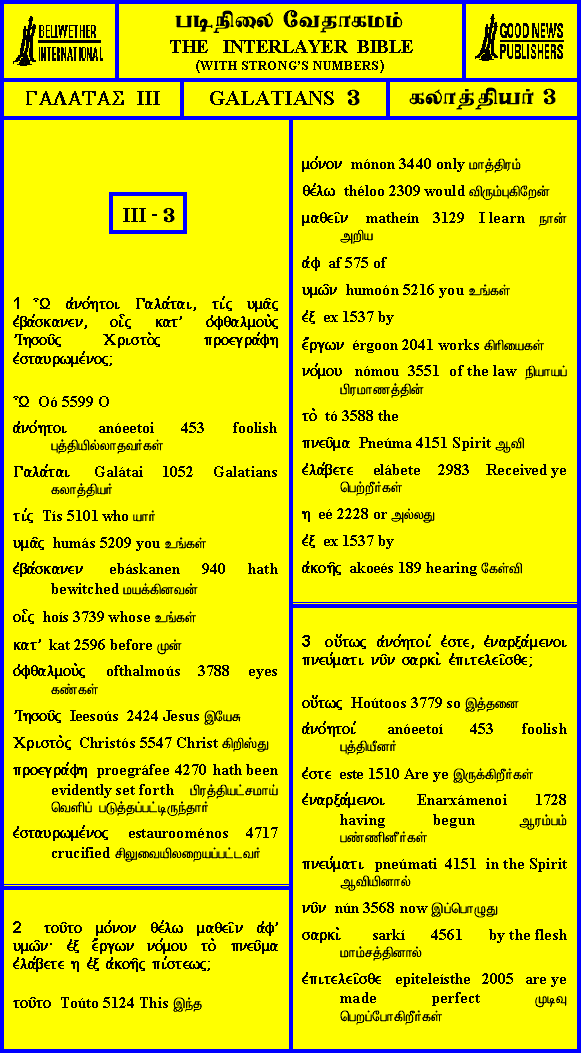 BELLWETHER
INTERNATIONAL
படிநிலை வேதாகமம்
THE INTERLAYER BIBLE
(WITH STRONG'S NUMBERS)
GOOD NEWS
PUBLISHERS
ΓΑΛΑΤΑΣ III
GALATIANS 3
கலாத்தியர் 3
III - 3
1 Ὦ ἀνόητοι Γαλάται, τίς υμᾶς
ἐβάσκανεν, οἷς κατ’ ὀφθαλμοὺς
Ἰησοῦς Χριστὸς προεγράφη
ἐσταυρωμένος;
Ὦ Oó 5599 O
ἀνόητοι anóeetoi 453 foolish
புத்தியில்லாதவர்கள்
Γαλάται Galátai 1052 Galatians
கலாத்தியர்
τίς Tís 5101 who யார்
υμᾶς humás 5209 you உங்கள்
ἐβάσκανεν ebáskanen 940 hath
bewitched மயக்கினவன்
οἷς hoís 3739 whose உங்கள்
κατ’ kat 2596 before முன்
ὀφθαλμοὺς ofthalmoús 3788 eyes
கண்கள்
Ἰησοῦς Ieesoús 2424 Jesus இயேசு
Χριστὸς Christós 5547 Christ கிறிஸ்து
προεγράφη proegráfee 4270 hath been
evidently set forth பிரத்தியட்சமாய்
வெளிப் படுத்தப்பட்டிருந்தார்
ἐσταυρωμένος estaurooménos 4717
crucified சிலுவையிலறையப்பட்டவர்
2 τοῦτο μόνον θέλω μαθεῖν ἀφ’
υμῶν· ἐξ ἔργων νόμου τὸ πνεῦμα
ἐλάβετε η ἐξ ἀκοῆς πίστεως;
τοῦτο Toúto 5124 This இந்த
μόνον mónon 3440 only மாத்திரம்
θέλω théloo 2309 would விரும்புகிறேன்
μαθεῖν matheín 3129 I learn நான்
அறிய
ἀφ af 575 of
υμῶν humoón 5216 you உங்கள்
ἐξ ex 1537 by
ἔργων érgoon 2041 works கிரியைகள்
νόμου nómou 3551 of the law நியாயப்
பிரமாணத்தின்
τὸ tó 3588 the
πνεῦμα Pneúma 4151 Spirit ஆவி
ἐλάβετε elábete 2983 Received ye
பெற்றீர்கள்
η eé 2228 or அல்லது
ἐξ ex 1537 by
ἀκοῆς akoeés 189 hearing கேள்வி
3 οὕτως ἀνόητοί ἐστε, ἐναρξάμενοι
πνεύματι νῦν σαρκὶ ἐπιτελεῖσθε;
οὕτως Hoútoos 3779 so இத்தனை
ἀνόητοί anóeetoí 453 foolish
புத்தியீனர்
ἐστε este 1510 Are ye இருக்கிறீர்கள்
ἐναρξάμενοι Enarxámenoi 1728
having begun ஆரம்பம்
பண்ணினீர்கள்
πνεύματι pneúmati 4151 in the Spirit
ஆவியினால்
νῦν nún 3568 now இப்பொழுது
σαρκὶ sarkí 4561 by the flesh
மாம்சத்தினால்
ἐπιτελεῖσθε epiteleísthe 2005 are ye
made perfect முடிவு
பெறப்போகிறீர்கள்